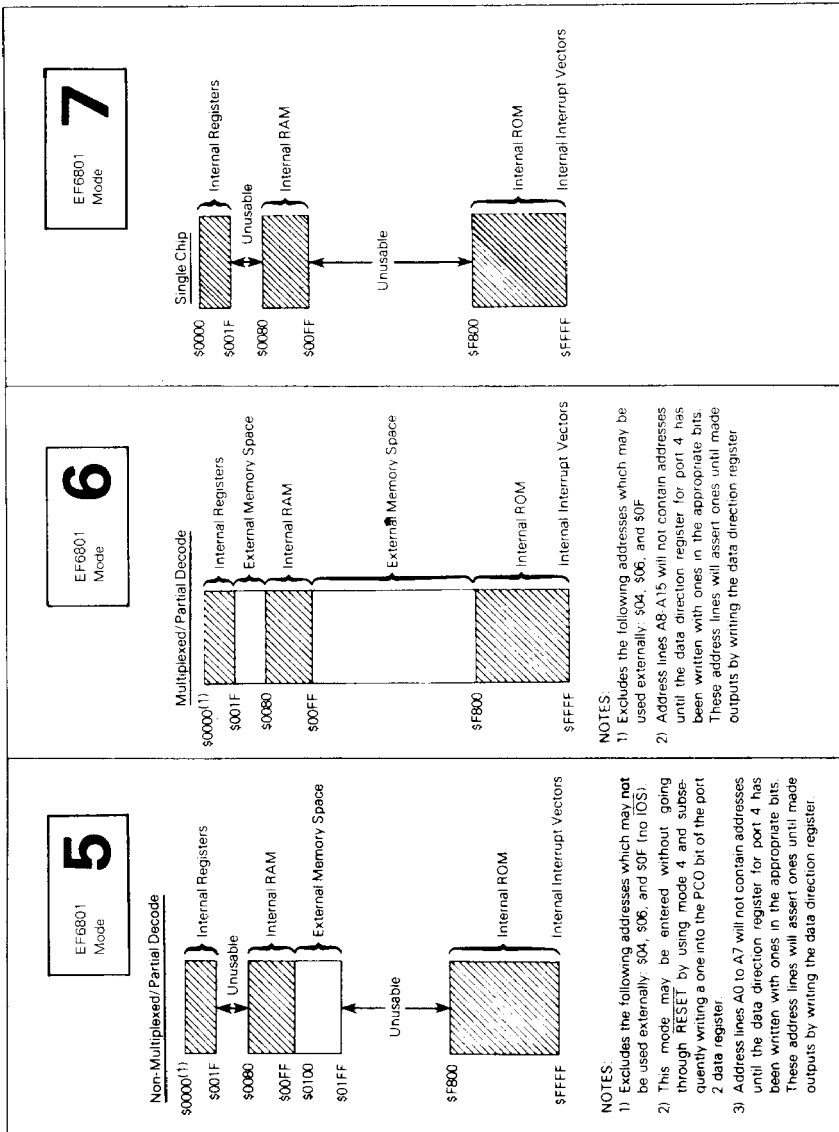 EF6801
Mode
5
Non-Multiplexed/Partial Decode
$0000(1)
$001F
$0080
$00FF
$0100
$01FF
$F800
$FFFF
Internal Registers
Unusable
Internal RAM
External Memory Space
Unusable
Internal ROM
Internal Interrupt Vectors
NOTES:
1) Excludes the following addresses which may not
be used externally: $04, $06, and $0F (no IOS).
2) This mode may be entered without going
through RESET by using mode 4 and subse-
quently writing a one into the PCO bit of the port
2 data register.
3) Address lines A0 to A7 will not contain addresses
until the data direction register for port 4 has
been written with ones in the appropriate bits.
These address lines will assert ones until made
outputs by writing the data direction register.
EF6801
Mode
6
Multiplexed/Partial Decode
$0000(1)
$001F
$0080
$00FF
$F800
$FFFF
Internal Registers
External Memory Space
Internal RAM
External Memory Space
Internal ROM
Internal Interrupt Vectors
NOTES:
1) Excludes the following addresses which may be
used externally: $04, $06, and $0F
2) Address lines A8-A15 will not contain addresses
until the data direction register for port 4 has
been written with ones in the appropriate bits.
These address lines will assert ones until made
outputs by writing the data direction register
EF6801
Mode
7
Single Chip
$0000
$001F
$0080
$00FF
$F800
$FFFF
Internal Registers
Unusable
Internal RAM
Unusable
Internal ROM
Internal Interrupt Vectors